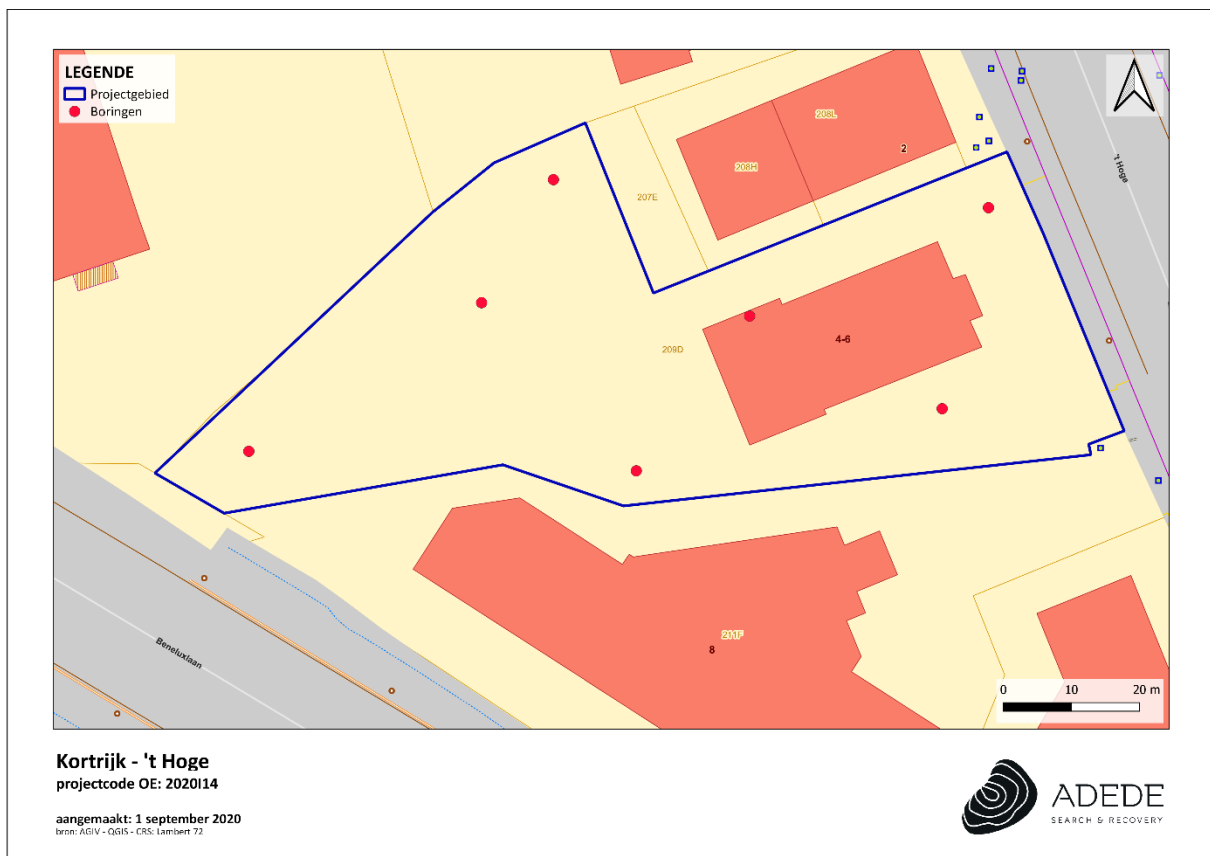 LEGENDE
Projectgebied
Boringen
208L
2
208H
207E
't Hoge
209D
4-6
211F
8
Beneluxlaan
0 10 20 m
Kortrijk - 't Hoge
projectcode OE: 2020I14
aangemaakt: 1 september 2020
bron: AGIV - QGIS - CRS: Lambert 72
ADEDE
SEARCH & RECOVERY